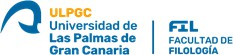 ULPGC
Universidad de
Las Palmas de
Gran Canaria
FIL
FACULTAD DE
FILOLOGÍA